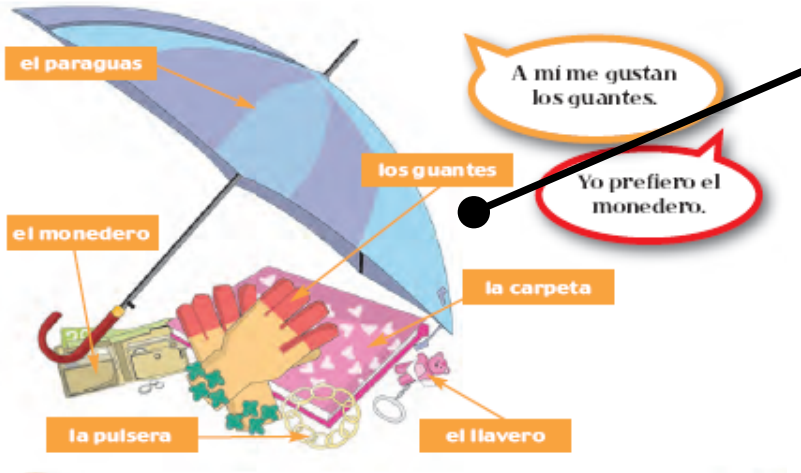 el paraguas
A mí me gustan
los guantes.
los guantes
Yo prefiero el
monedero.
el monedero
la carpeta
la pulsera
el llavero